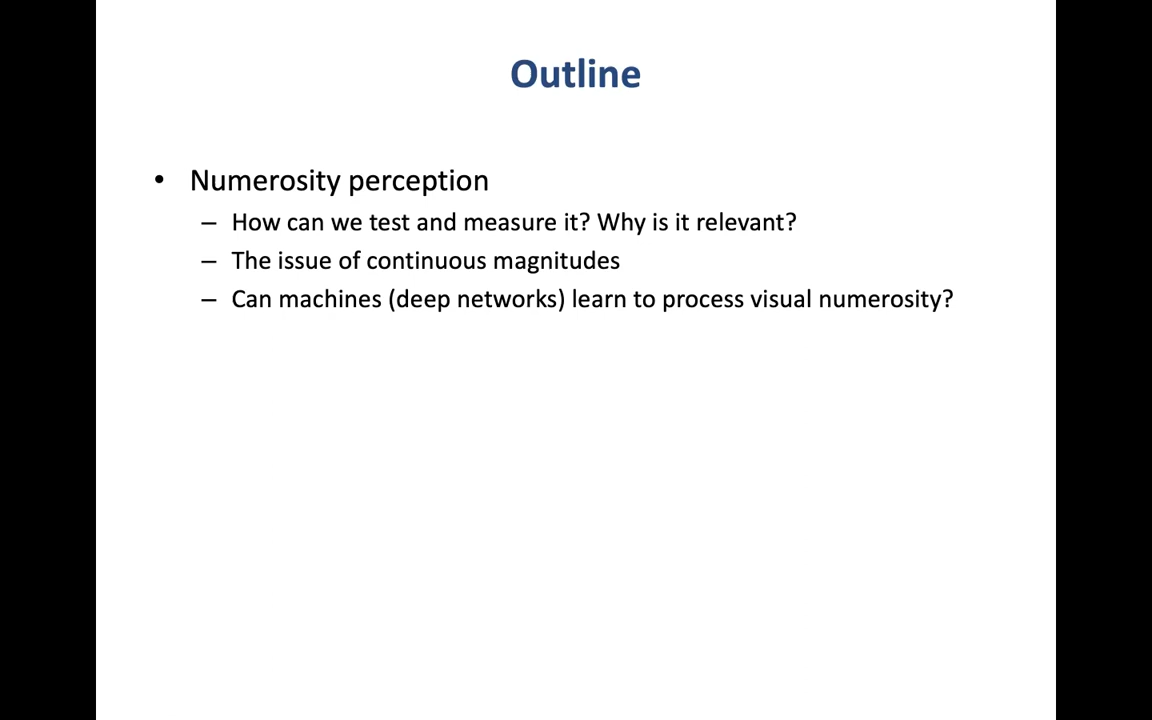 Outline
• Numerosity perception
– How can we test and measure it? Why is it relevant?
– The issue of continuous magnitudes
– Can machines (deep networks) learn to process visual numerosity?